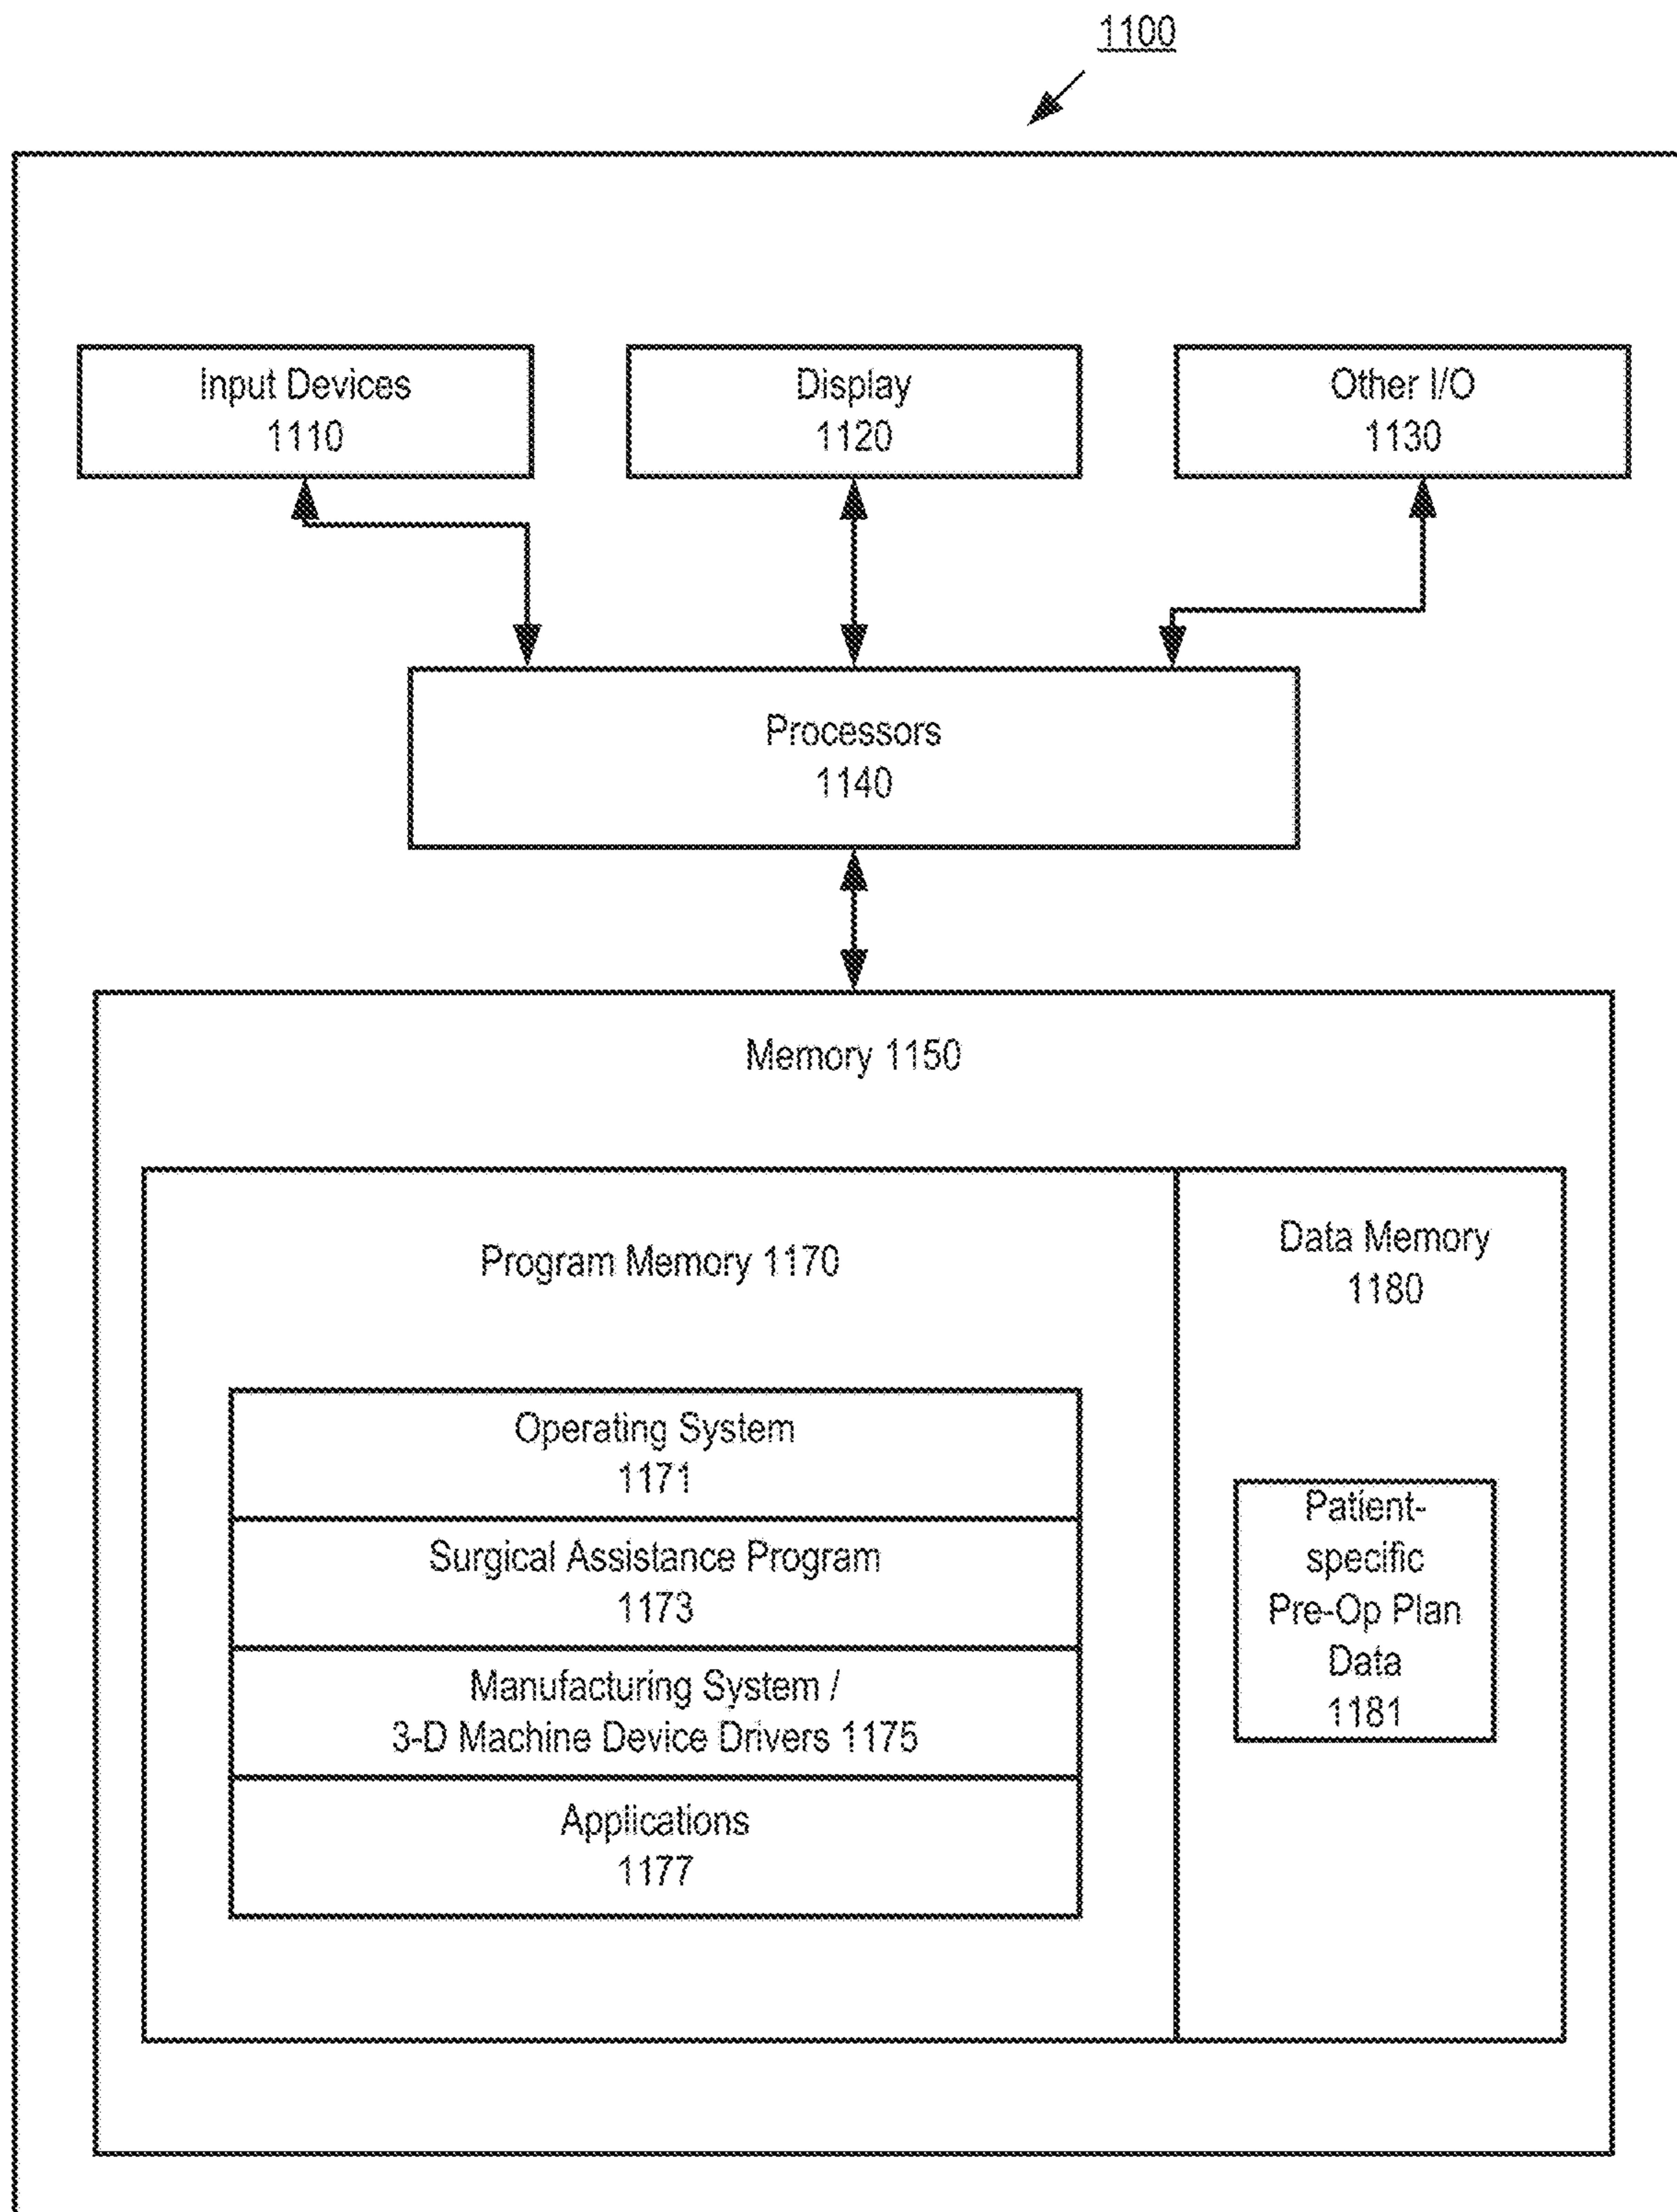 1100
Input Devices
1110
Display
1120
Other I/O
1130
Processors
1140
Memory 1150
Program Memory 1170
Data Memory
1180
Operating System
1171
Surgical Assistance Program
1173
Manufacturing System /
3-D Machine Device Drivers 1175
Applications
1177
Patient-
specific
Pre-Op Plan
Data
1181